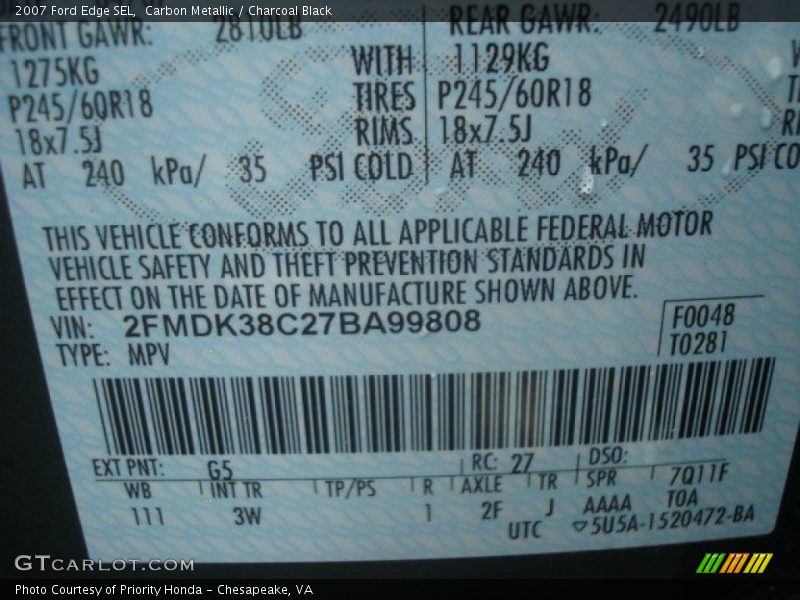 2007 Ford Edge SEL, Carbon Metallic / Charcoal Black
FRONT GAWR: 2810LB REAR GAWR: 2490LB
1275KG WITH 1129KG
P245/60R18 TIRES P245/60R18
18x7.5J RIMS 18x7.5J
AT 240 kPa/ 35 PSI COLD AT 240 kPa/ 35 PSI CO
THIS VEHICLE CONFORMS TO ALL APPLICABLE FEDERAL MOTOR
VEHICLE SAFETY AND THEFT PREVENTION STANDARDS IN
EFFECT ON THE DATE OF MANUFACTURE SHOWN ABOVE.
VIN: 2FMDK38C27BA99808 F0048
TYPE: MPV T0281
EXT PNT: G5 RC: 27 DSO:
WB INT TR TP/PS R AXLE TR SPR 7Q11F
111 3W 1 2F J AAAA TOA
UTC ▽5U5A-1520472-BA
GTCARLOT.COM
Photo Courtesy of Priority Honda - Chesapeake, VA